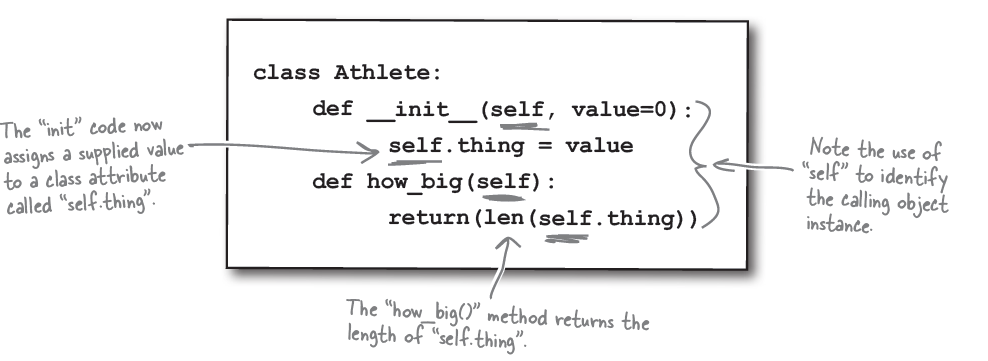 class Athlete:
def __init__(self, value=0):
self.thing = value
def how_big(self):
return(len(self.thing))
The “init” code now
assigns a supplied value
to a class attribute
called “self.thing”.
Note the use of
“self” to identify
the calling object
instance.
The “how_big()” method returns the
length of “self.thing”.